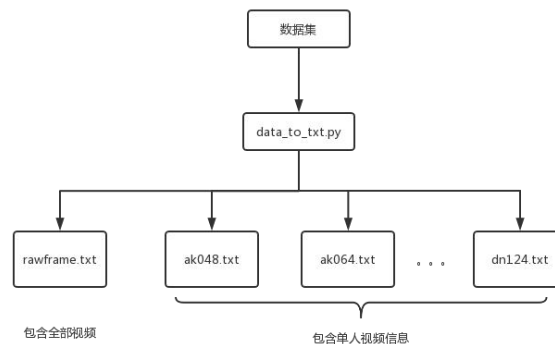 数据集
data_to_txt.py
rawframe.txt
ak048.txt
ak064.txt
。。。
dn124.txt
包含全部视频
包含单人视频信息